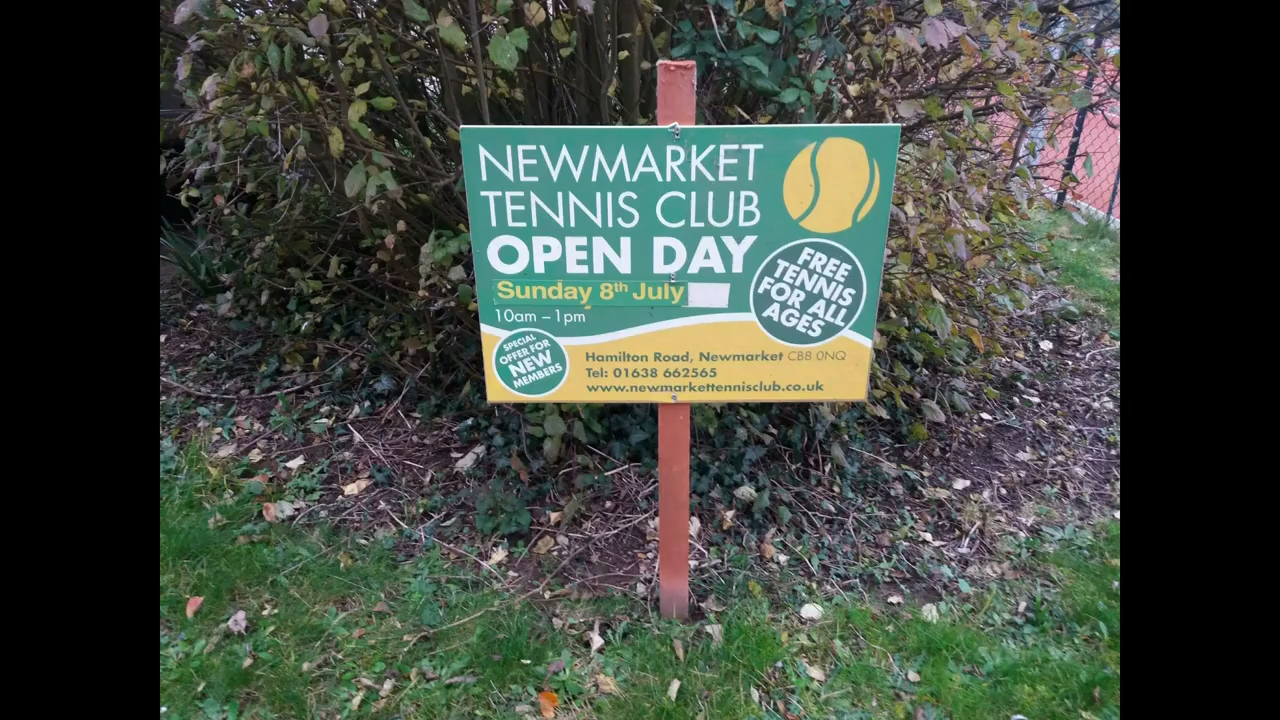 NEWMARKET
TENNIS CLUB
OPEN DAY
Sunday 8th July
10am – 1pm
FREE
TENNIS
FOR ALL
AGES
SPECIAL
OFFER FOR
NEW
MEMBERS
Hamilton Road, Newmarket CB8 0NQ
Tel: 01638 662565
www.newmarkettennisclub.co.uk